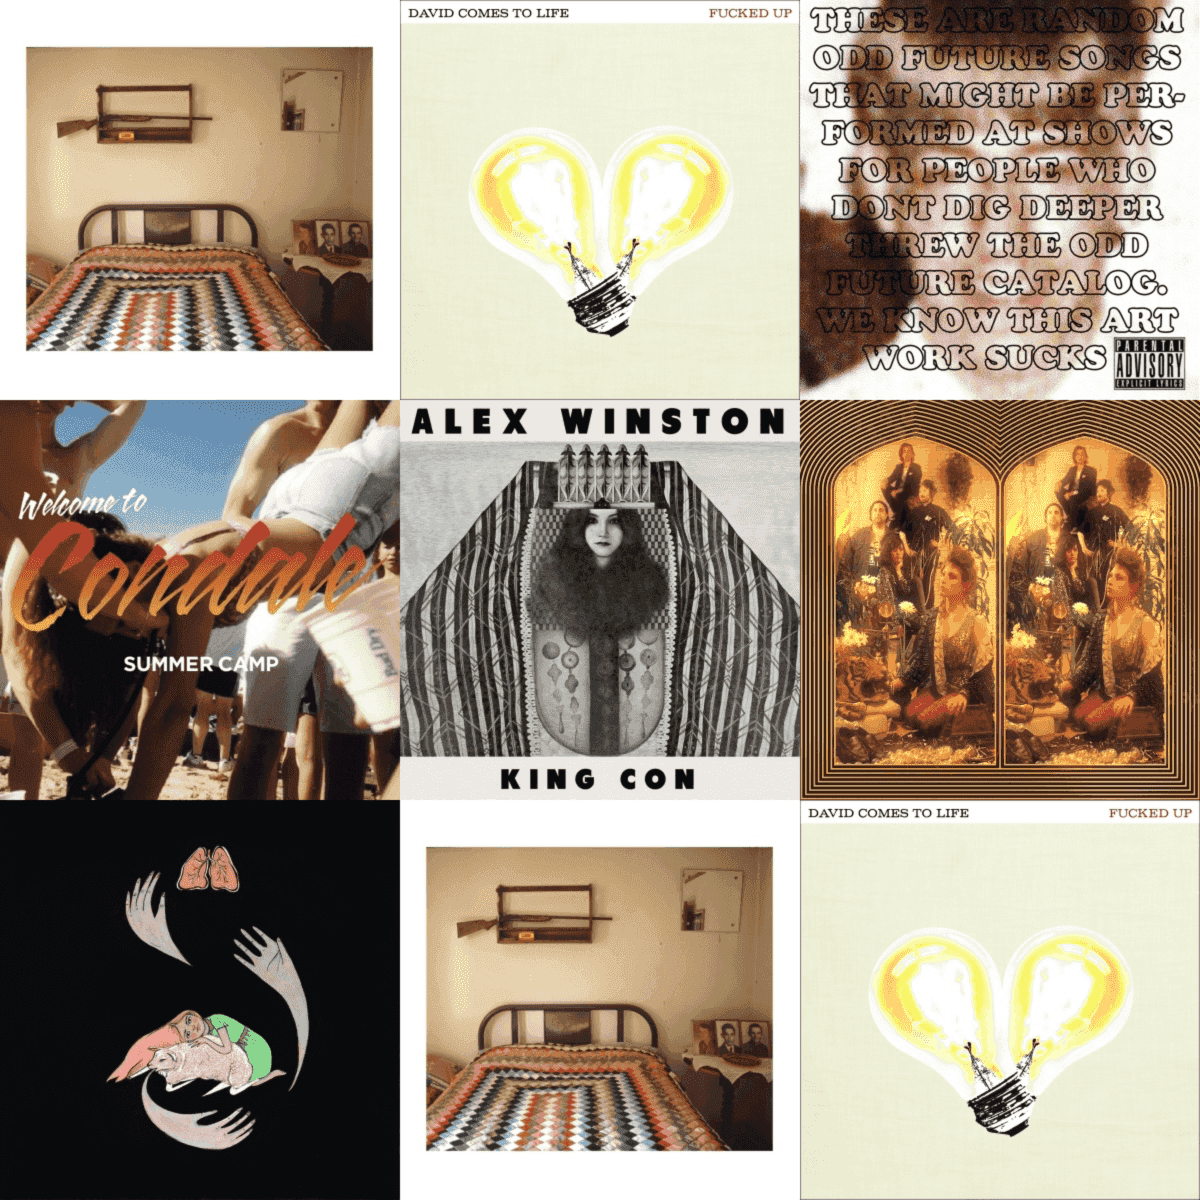 DAVID COMES TO LIFE
FUCKED UP
THESE ARE RANDOM
ODD FUTURE SONGS
THAT MIGHT BE PER-
FORMED AT SHOWS
FOR PEOPLE WHO
DONT DIG DEEPER
THREW THE ODD
FUTURE CATALOG.
WE KNOW THIS ART
WORK SUCKS
PARENTAL
ADVISORY
EXPLICIT LYRICS
Welcome to
Condale
SUMMER CAMP
ALEX WINSTON
KING CON
DAVID COMES TO LIFE
FUCKED UP